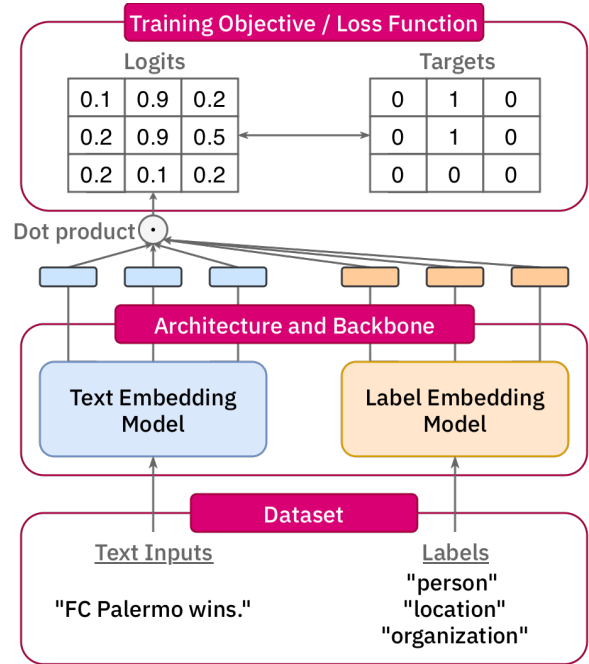 Training Objective / Loss Function
Logits
Targets
0.1 0.9 0.2
0 1 0
0.2 0.9 0.5
0 1 0
0.2 0.1 0.2
0 0 0
Dot product
Architecture and Backbone
Text Embedding
Model
Label Embedding
Model
Dataset
Text Inputs
Labels
"FC Palermo wins."
"person"
"location"
"organization"